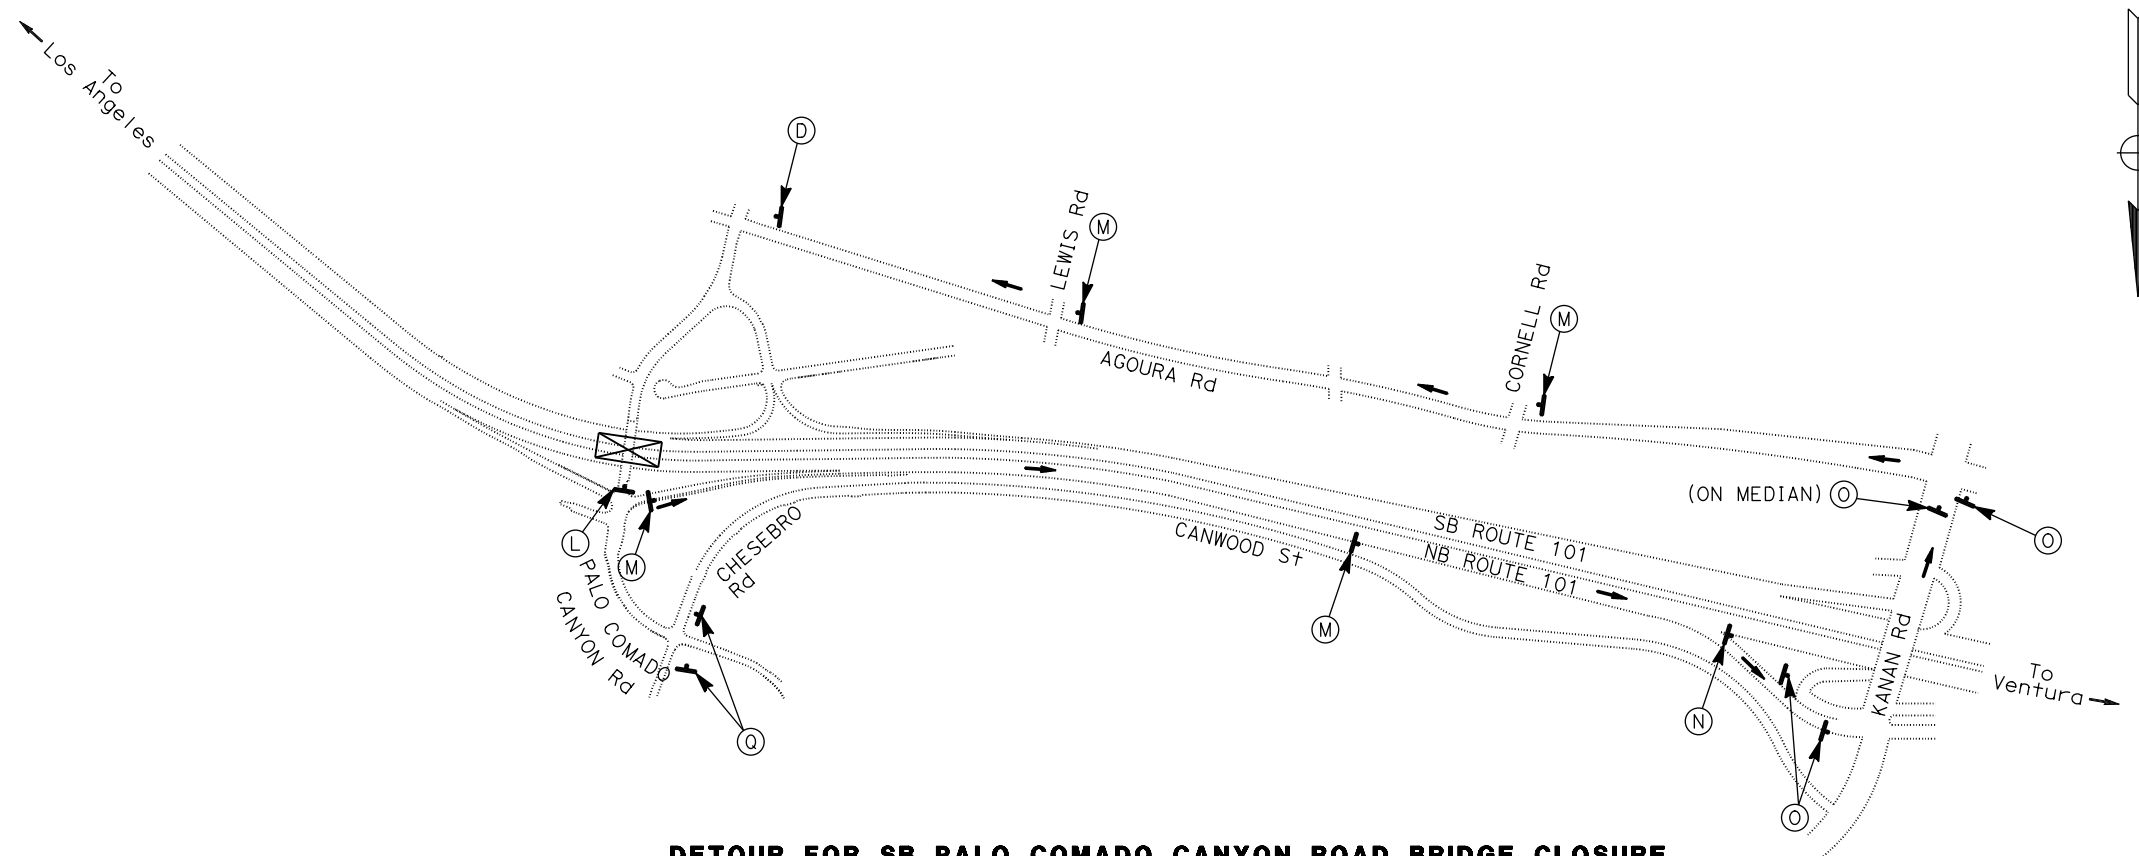 To
Los Angeles
D
LEWIS Rd
M
CORNELL Rd
M
AGOURA Rd
(ON MEDIAN) O
O
L
M
PALO COMADO
CANYON Rd
CHESEBRO
Rd
Q
CANWOOD St
SB ROUTE 101
NB ROUTE 101
M
N
O
KANAN Rd
To
Ventura
DETOUR FOR SB PALO COMADO CANYON ROAD BRIDGE CLOSURE